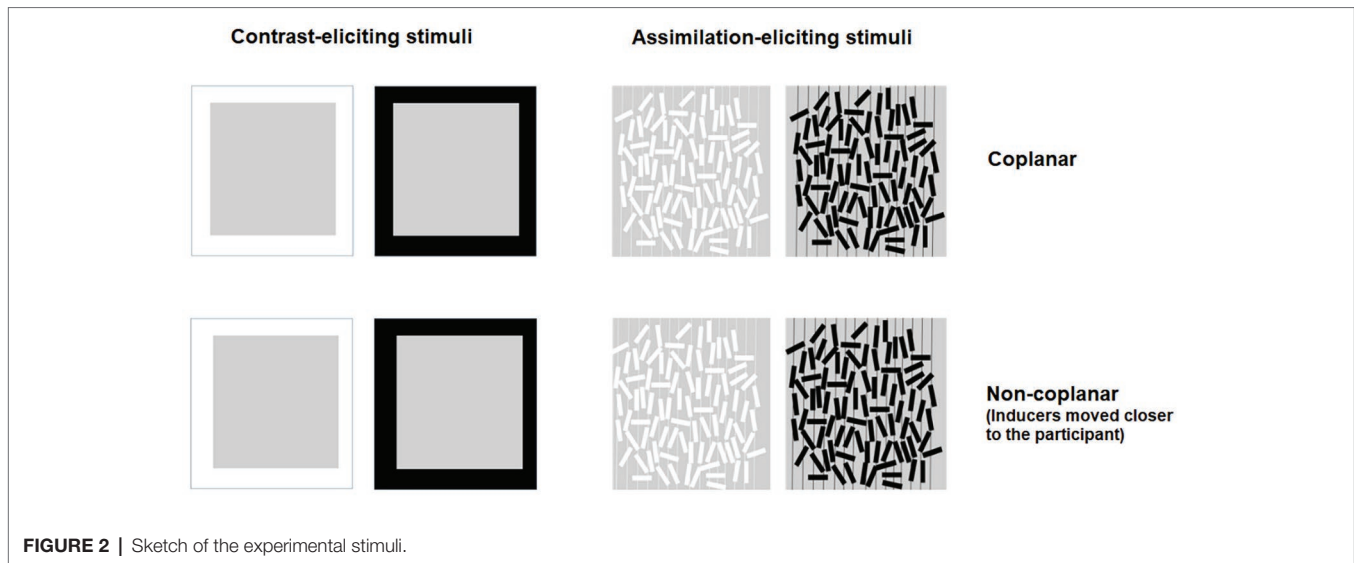 Contrast-eliciting stimuli
Assimilation-eliciting stimuli
Coplanar
Non-coplanar
(Inducers moved closer
to the participant)
FIGURE 2 | Sketch of the experimental stimuli.